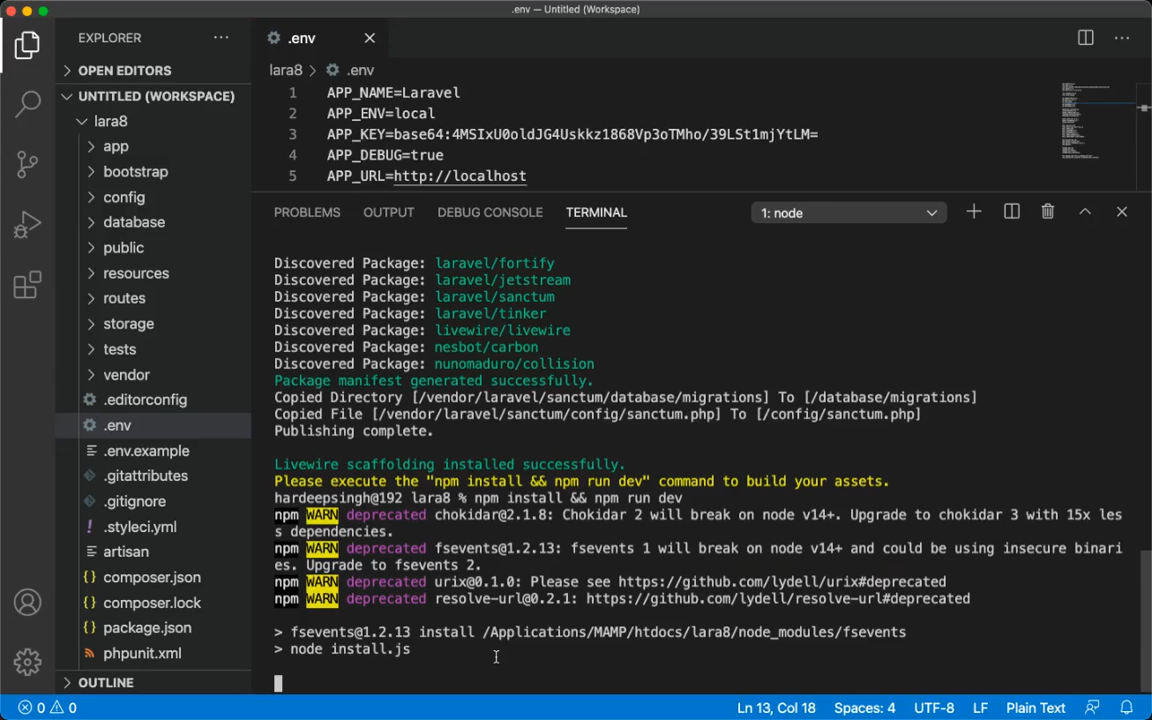 .env — Untitled (Workspace)
EXPLORER
.env
OPEN EDITORS
lara8 > .env
UNTITLED (WORKSPACE)
lara8
app
bootstrap
config
database
public
resources
routes
storage
tests
vendor
.editorconfig
.env
.env.example
.gitattributes
.gitignore
.styleci.yml
artisan
composer.json
composer.lock
package.json
phpunit.xml
OUTLINE
1 APP_NAME=Laravel
2 APP_ENV=local
3 APP_KEY=base64:4MSIxU0oldJG4Uskkz1868Vp3oTMho/39LSt1mjYtLM=
4 APP_DEBUG=true
5 APP_URL=http://localhost
PROBLEMS OUTPUT DEBUG CONSOLE TERMINAL 1: node
Discovered Package: laravel/fortify
Discovered Package: laravel/jetstream
Discovered Package: laravel/sanctum
Discovered Package: laravel/tinker
Discovered Package: livewire/livewire
Discovered Package: nesbot/carbon
Discovered Package: nunomaduro/collision
Package manifest generated successfully.
Copied Directory [/vendor/laravel/sanctum/database/migrations] To [/database/migrations]
Copied File [/vendor/laravel/sanctum/config/sanctum.php] To [/config/sanctum.php]
Publishing complete.
Livewire scaffolding installed successfully.
Please execute the "npm install && npm run dev" command to build your assets.
hardeepsingh@192 lara8 % npm install && npm run dev
npm WARN deprecated chokidar@2.1.8: Chokidar 2 will break on node v14+. Upgrade to chokidar 3 with 15x les
s dependencies.
npm WARN deprecated fsevents@1.2.13: fsevents 1 will break on node v14+ and could be using insecure binari
es. Upgrade to fsevents 2.
npm WARN deprecated urix@0.1.0: Please see https://github.com/lydell/urix#deprecated
npm WARN deprecated resolve-url@0.2.1: https://github.com/lydell/resolve-url#deprecated
> fsevents@1.2.13 install /Applications/MAMP/htdocs/lara8/node_modules/fsevents
> node install.js
0 0 Ln 13, Col 18 Spaces: 4 UTF-8 LF Plain Text